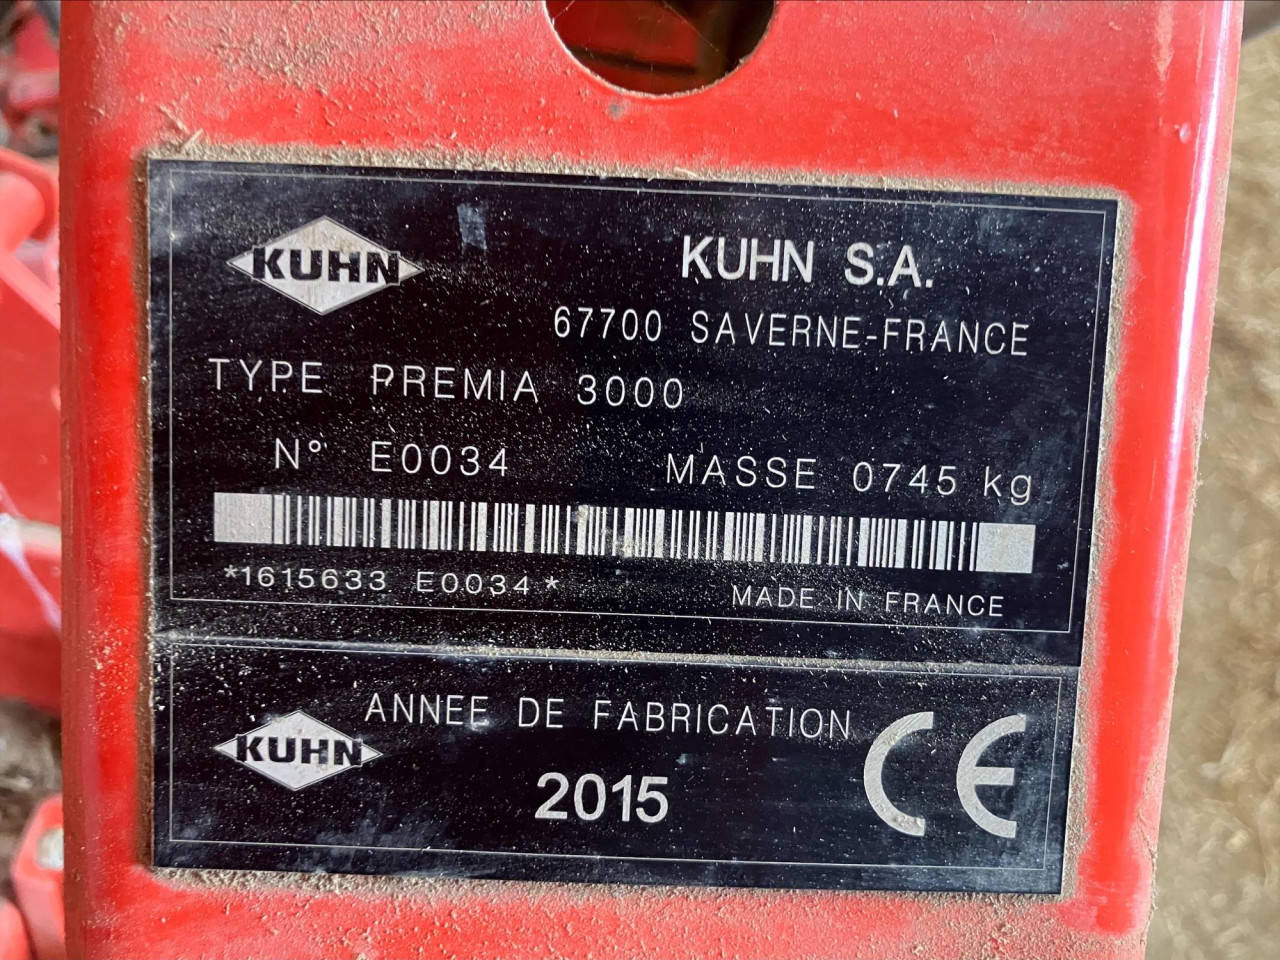 KUHN
KUHN S.A.
67700 SAVERNE-FRANCE
TYPE PREMIA 3000
N° E0034 MASSE 0745 kg
*1615633 E0034*
MADE IN FRANCE
ANNEE DE FABRICATION
KUHN
2015
CE